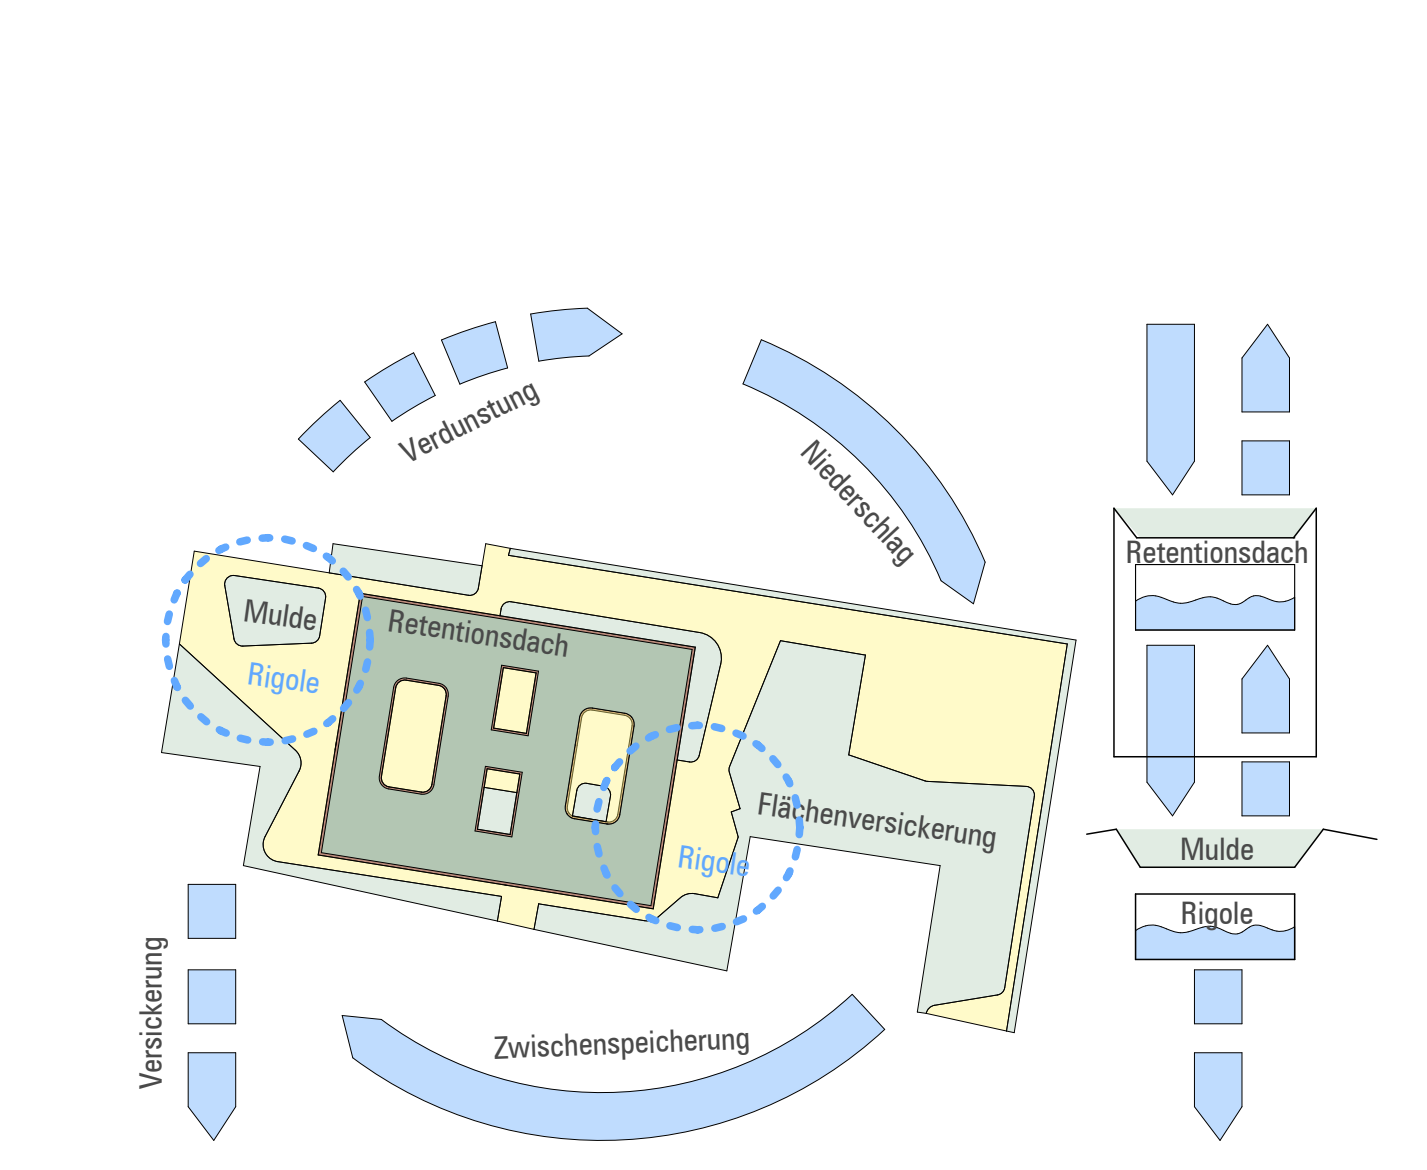 Verdunstung
Niederschlag
Mulde
Rigole
Retentionsdach
Flächenversickerung
Rigole
Versickerung
Zwischenspeicherung
Retentionsdach
Mulde
Rigole